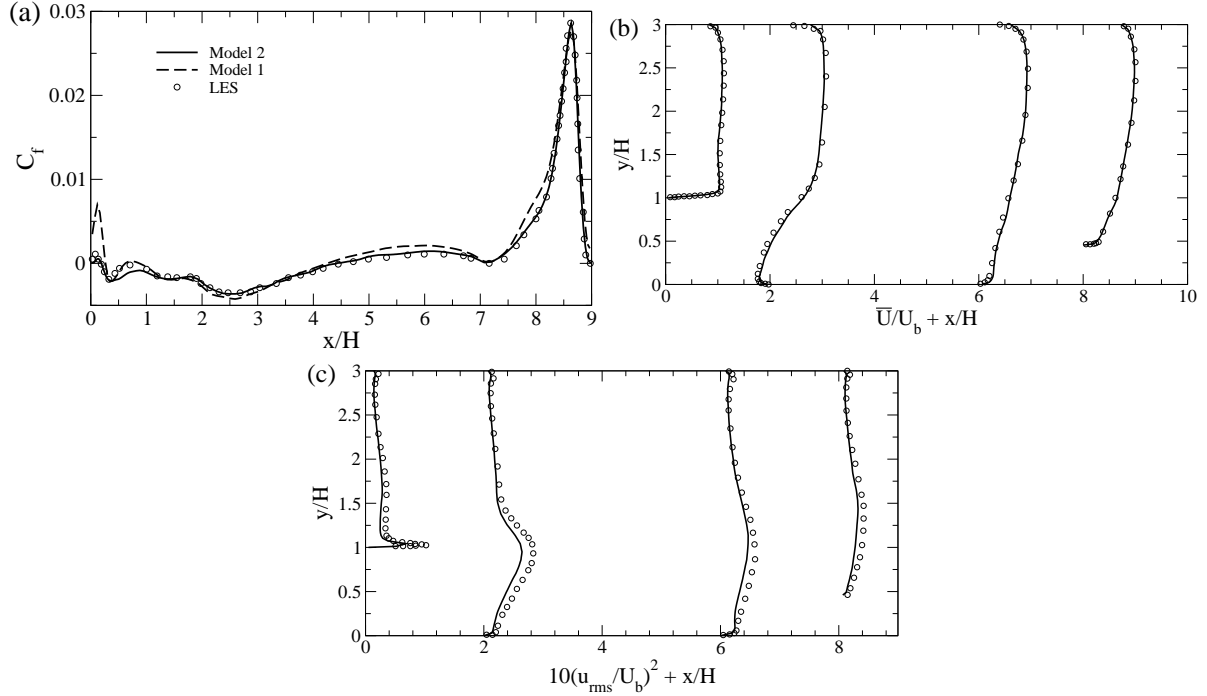 (a)
0.03
0.02
0.01
0
C_f
Model 2
Model 1
LES
0 1 2 3 4 5 6 7 8 9
x/H
(b)
3
2.5
2
1.5
1
0.5
0
y/H
0 2 4 6 8 10
U̅/U_b + x/H
(c)
3
2.5
2
1.5
1
0.5
0
y/H
0 2 4 6 8
10(u_rms/U_b)^2 + x/H